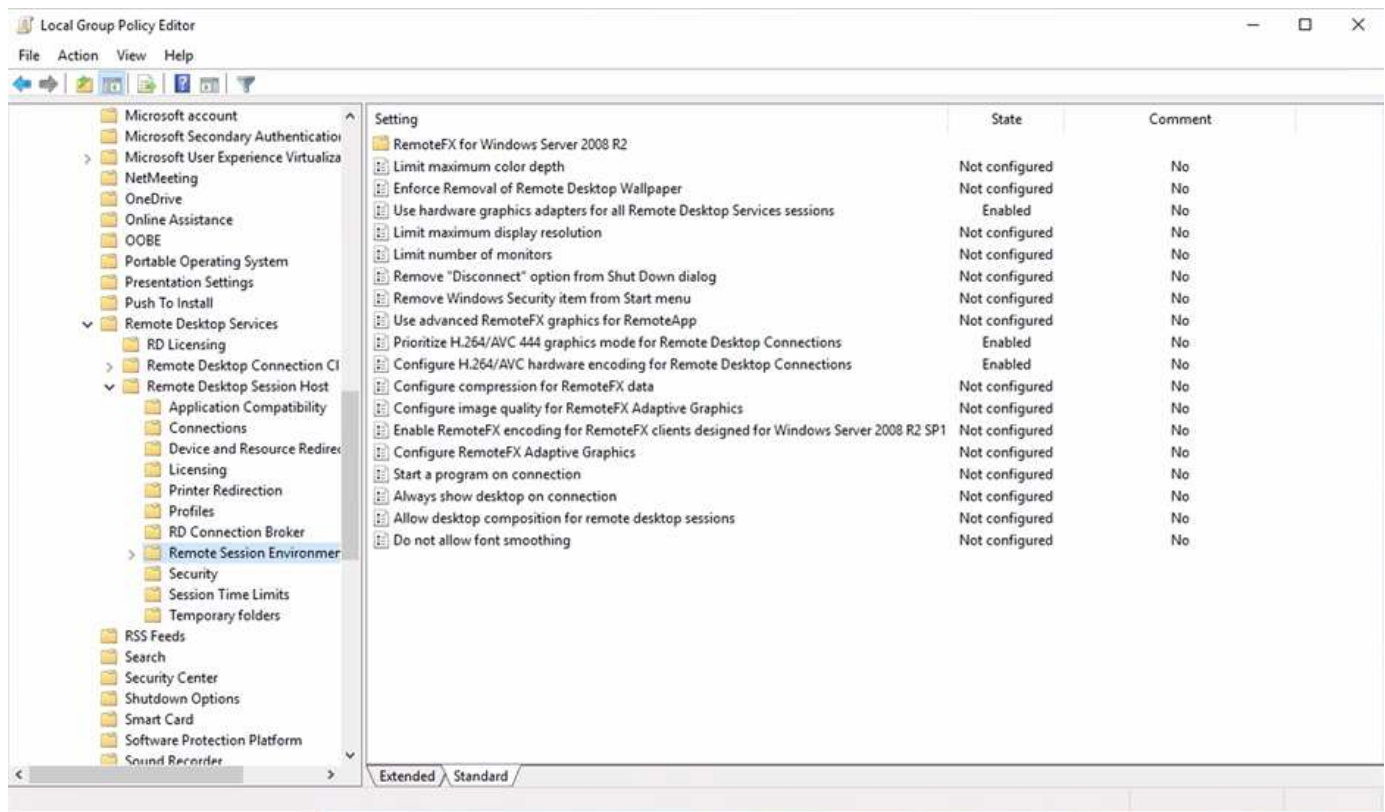 Local Group Policy Editor
File Action View Help
Microsoft account
Microsoft Secondary Authentication
Microsoft User Experience Virtualiza
NetMeeting
OneDrive
Online Assistance
OOBE
Portable Operating System
Presentation Settings
Push To Install
Remote Desktop Services
RD Licensing
Remote Desktop Connection Cl
Remote Desktop Session Host
Application Compatibility
Connections
Device and Resource Redirec
Licensing
Printer Redirection
Profiles
RD Connection Broker
Remote Session Environmen
Security
Session Time Limits
Temporary folders
RSS Feeds
Search
Security Center
Shutdown Options
Smart Card
Software Protection Platform
Sound Recorder
Setting State Comment
RemoteFX for Windows Server 2008 R2
Limit maximum color depth Not configured No
Enforce Removal of Remote Desktop Wallpaper Not configured No
Use hardware graphics adapters for all Remote Desktop Services sessions Enabled No
Limit maximum display resolution Not configured No
Limit number of monitors Not configured No
Remove "Disconnect" option from Shut Down dialog Not configured No
Remove Windows Security item from Start menu Not configured No
Use advanced RemoteFX graphics for RemoteApp Not configured No
Prioritize H.264/AVC 444 graphics mode for Remote Desktop Connections Enabled No
Configure H.264/AVC hardware encoding for Remote Desktop Connections Enabled No
Configure compression for RemoteFX data Not configured No
Configure image quality for RemoteFX Adaptive Graphics Not configured No
Enable RemoteFX encoding for RemoteFX clients designed for Windows Server 2008 R2 SP1 Not configured No
Configure RemoteFX Adaptive Graphics Not configured No
Start a program on connection Not configured No
Always show desktop on connection Not configured No
Allow desktop composition for remote desktop sessions Not configured No
Do not allow font smoothing Not configured No
Extended Standard